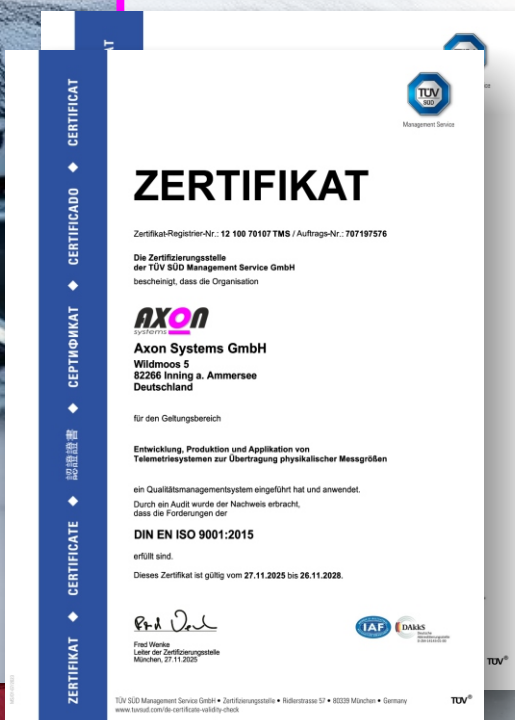 TÜV
SÜD
Management Service
ZERTIFIKAT
Zertifikat-Registrier-Nr.: 12 100 70107 TMS / Auftrags-Nr.: 707197576
Die Zertifizierungsstelle
der TÜV SÜD Management Service GmbH
bescheinigt, dass die Organisation
AXON
systems
Axon Systems GmbH
Wildmoos 5
82266 Inning a. Ammersee
Deutschland
für den Geltungsbereich
Entwicklung, Produktion und Applikation von
Telemetriesystemen zur Übertragung physikalischer Messgrößen
ein Qualitätsmanagementsystem eingeführt hat und anwendet.
Durch ein Audit wurde der Nachweis erbracht,
dass die Forderungen der
DIN EN ISO 9001:2015
erfüllt sind.
Dieses Zertifikat ist gültig vom 27.11.2025 bis 26.11.2028.
Fred Wenke
Leiter der Zertifizierungsstelle
München, 27.11.2025
IAF
DAkkS
Deutsche
Akkreditierungsstelle
TÜV SÜD Management Service GmbH • Zertifizierungsstelle • Ridlerstrasse 57 • 80339 München • Germany
www.tuvsud.com/de-certificate-validity-check
TÜV®
TÜV®
ZERTIFIKAT ◆ CERTIFICATE ◆ 認證證書 ◆ СЕРТИФИКАТ ◆ CERTIFICADO ◆ CERTIFICAT